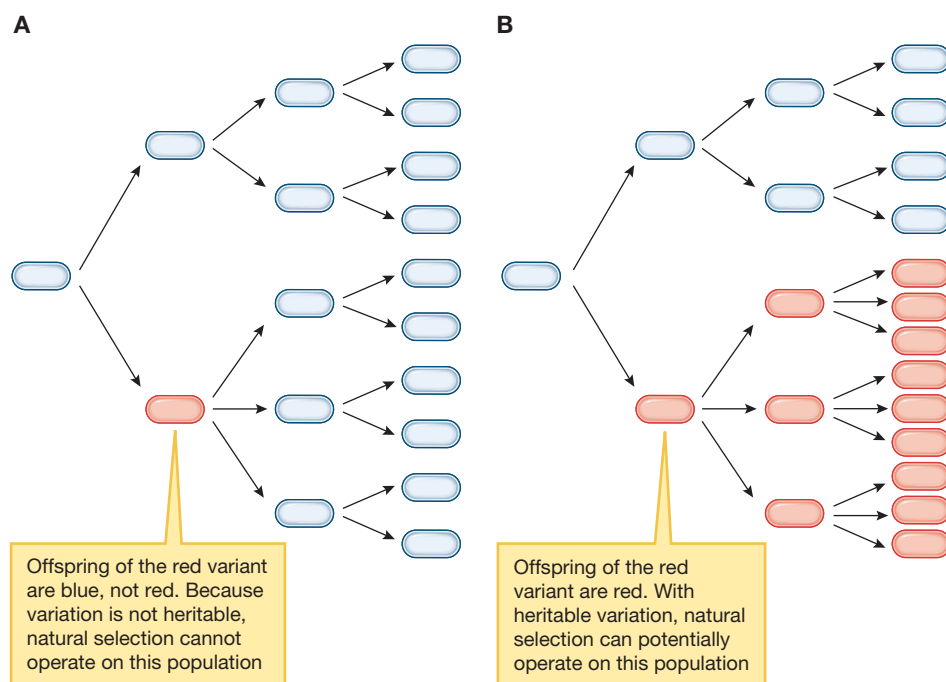 A
B
Offspring of the red variant
are blue, not red. Because
variation is not heritable,
natural selection cannot
operate on this population
Offspring of the red
variant are red. With
heritable variation, natural
selection can potentially
operate on this population